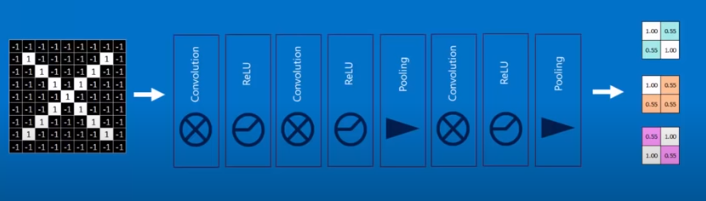 -1 -1 -1 -1 -1 -1 -1 -1 -1
-1 1 -1 -1 -1 -1 -1 1 -1
-1 -1 1 -1 -1 -1 1 -1 -1
-1 -1 -1 1 -1 1 -1 -1 -1
-1 -1 -1 -1 1 -1 -1 -1 -1
-1 -1 -1 1 -1 1 -1 -1 -1
-1 -1 1 -1 -1 -1 1 -1 -1
-1 1 -1 -1 -1 -1 -1 1 -1
-1 -1 -1 -1 -1 -1 -1 -1 -1
Convolution
ReLU
Convolution
ReLU
Pooling
Convolution
ReLU
Pooling
1.00 0.55
0.55 1.00
1.00 0.55
0.55 0.55
0.55 1.00
1.00 0.55